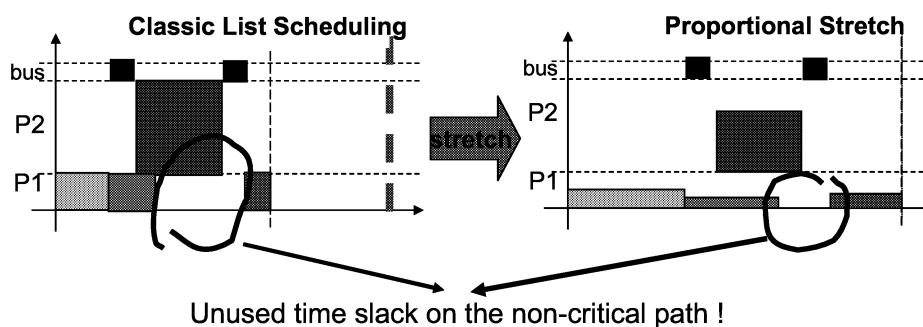 Classic List Scheduling
Proportional Stretch
bus
P2
P1
stretch
bus
P2
P1
Unused time slack on the non-critical path !